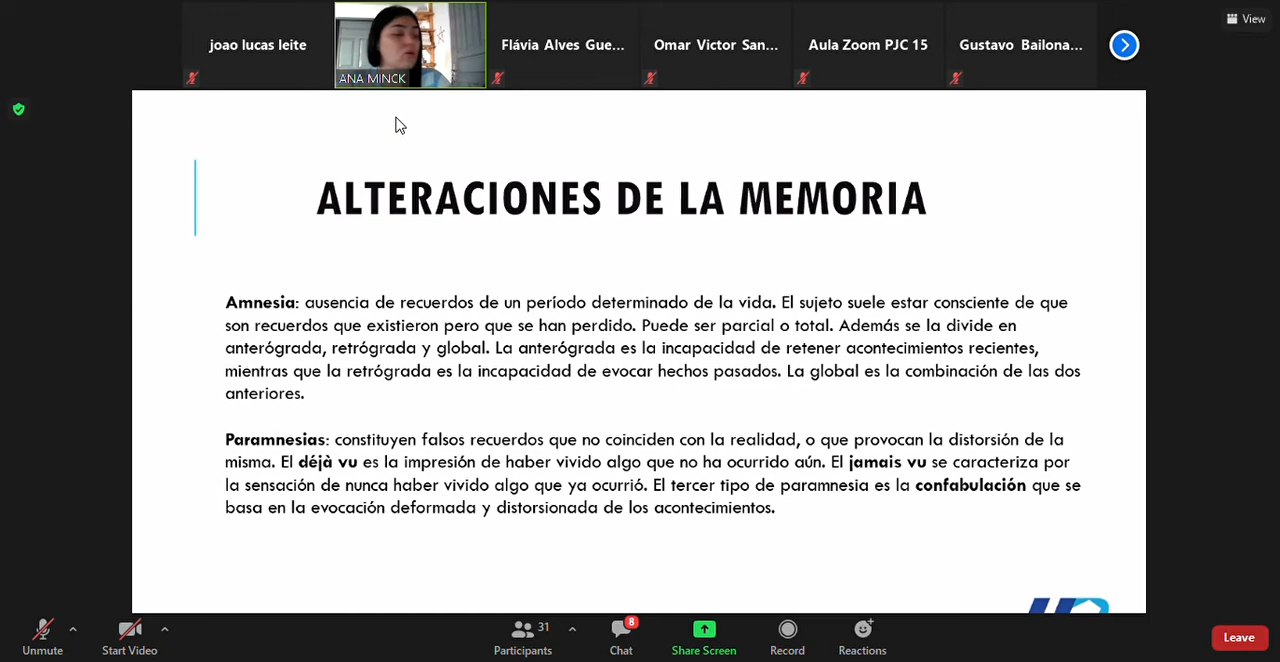 joao lucas leite
ANA MINCK
Flávia Alves Gue...
Omar Victor San...
Aula Zoom PJC 15
Gustavo Bailona...
View
ALTERACIONES DE LA MEMORIA
Amnesia: ausencia de recuerdos de un período determinado de la vida. El sujeto suele estar consciente de que
son recuerdos que existieron pero que se han perdido. Puede ser parcial o total. Además se la divide en
anterógrada, retrógrada y global. La anterógrada es la incapacidad de retener acontecimientos recientes,
mientras que la retrógrada es la incapacidad de evocar hechos pasados. La global es la combinación de las dos
anteriores.
Paramnesias: constituyen falsos recuerdos que no coinciden con la realidad, o que provocan la distorsión de la
misma. El déjà vu es la impresión de haber vivido algo que no ha ocurrido aún. El jamais vu se caracteriza por
la sensación de nunca haber vivido algo que ya ocurrió. El tercer tipo de paramnesia es la confabulación que se
basa en la evocación deformada y distorsionada de los acontecimientos.
Unmute
Start Video
31
Participants
8
Chat
Share Screen
Record
Reactions
Leave